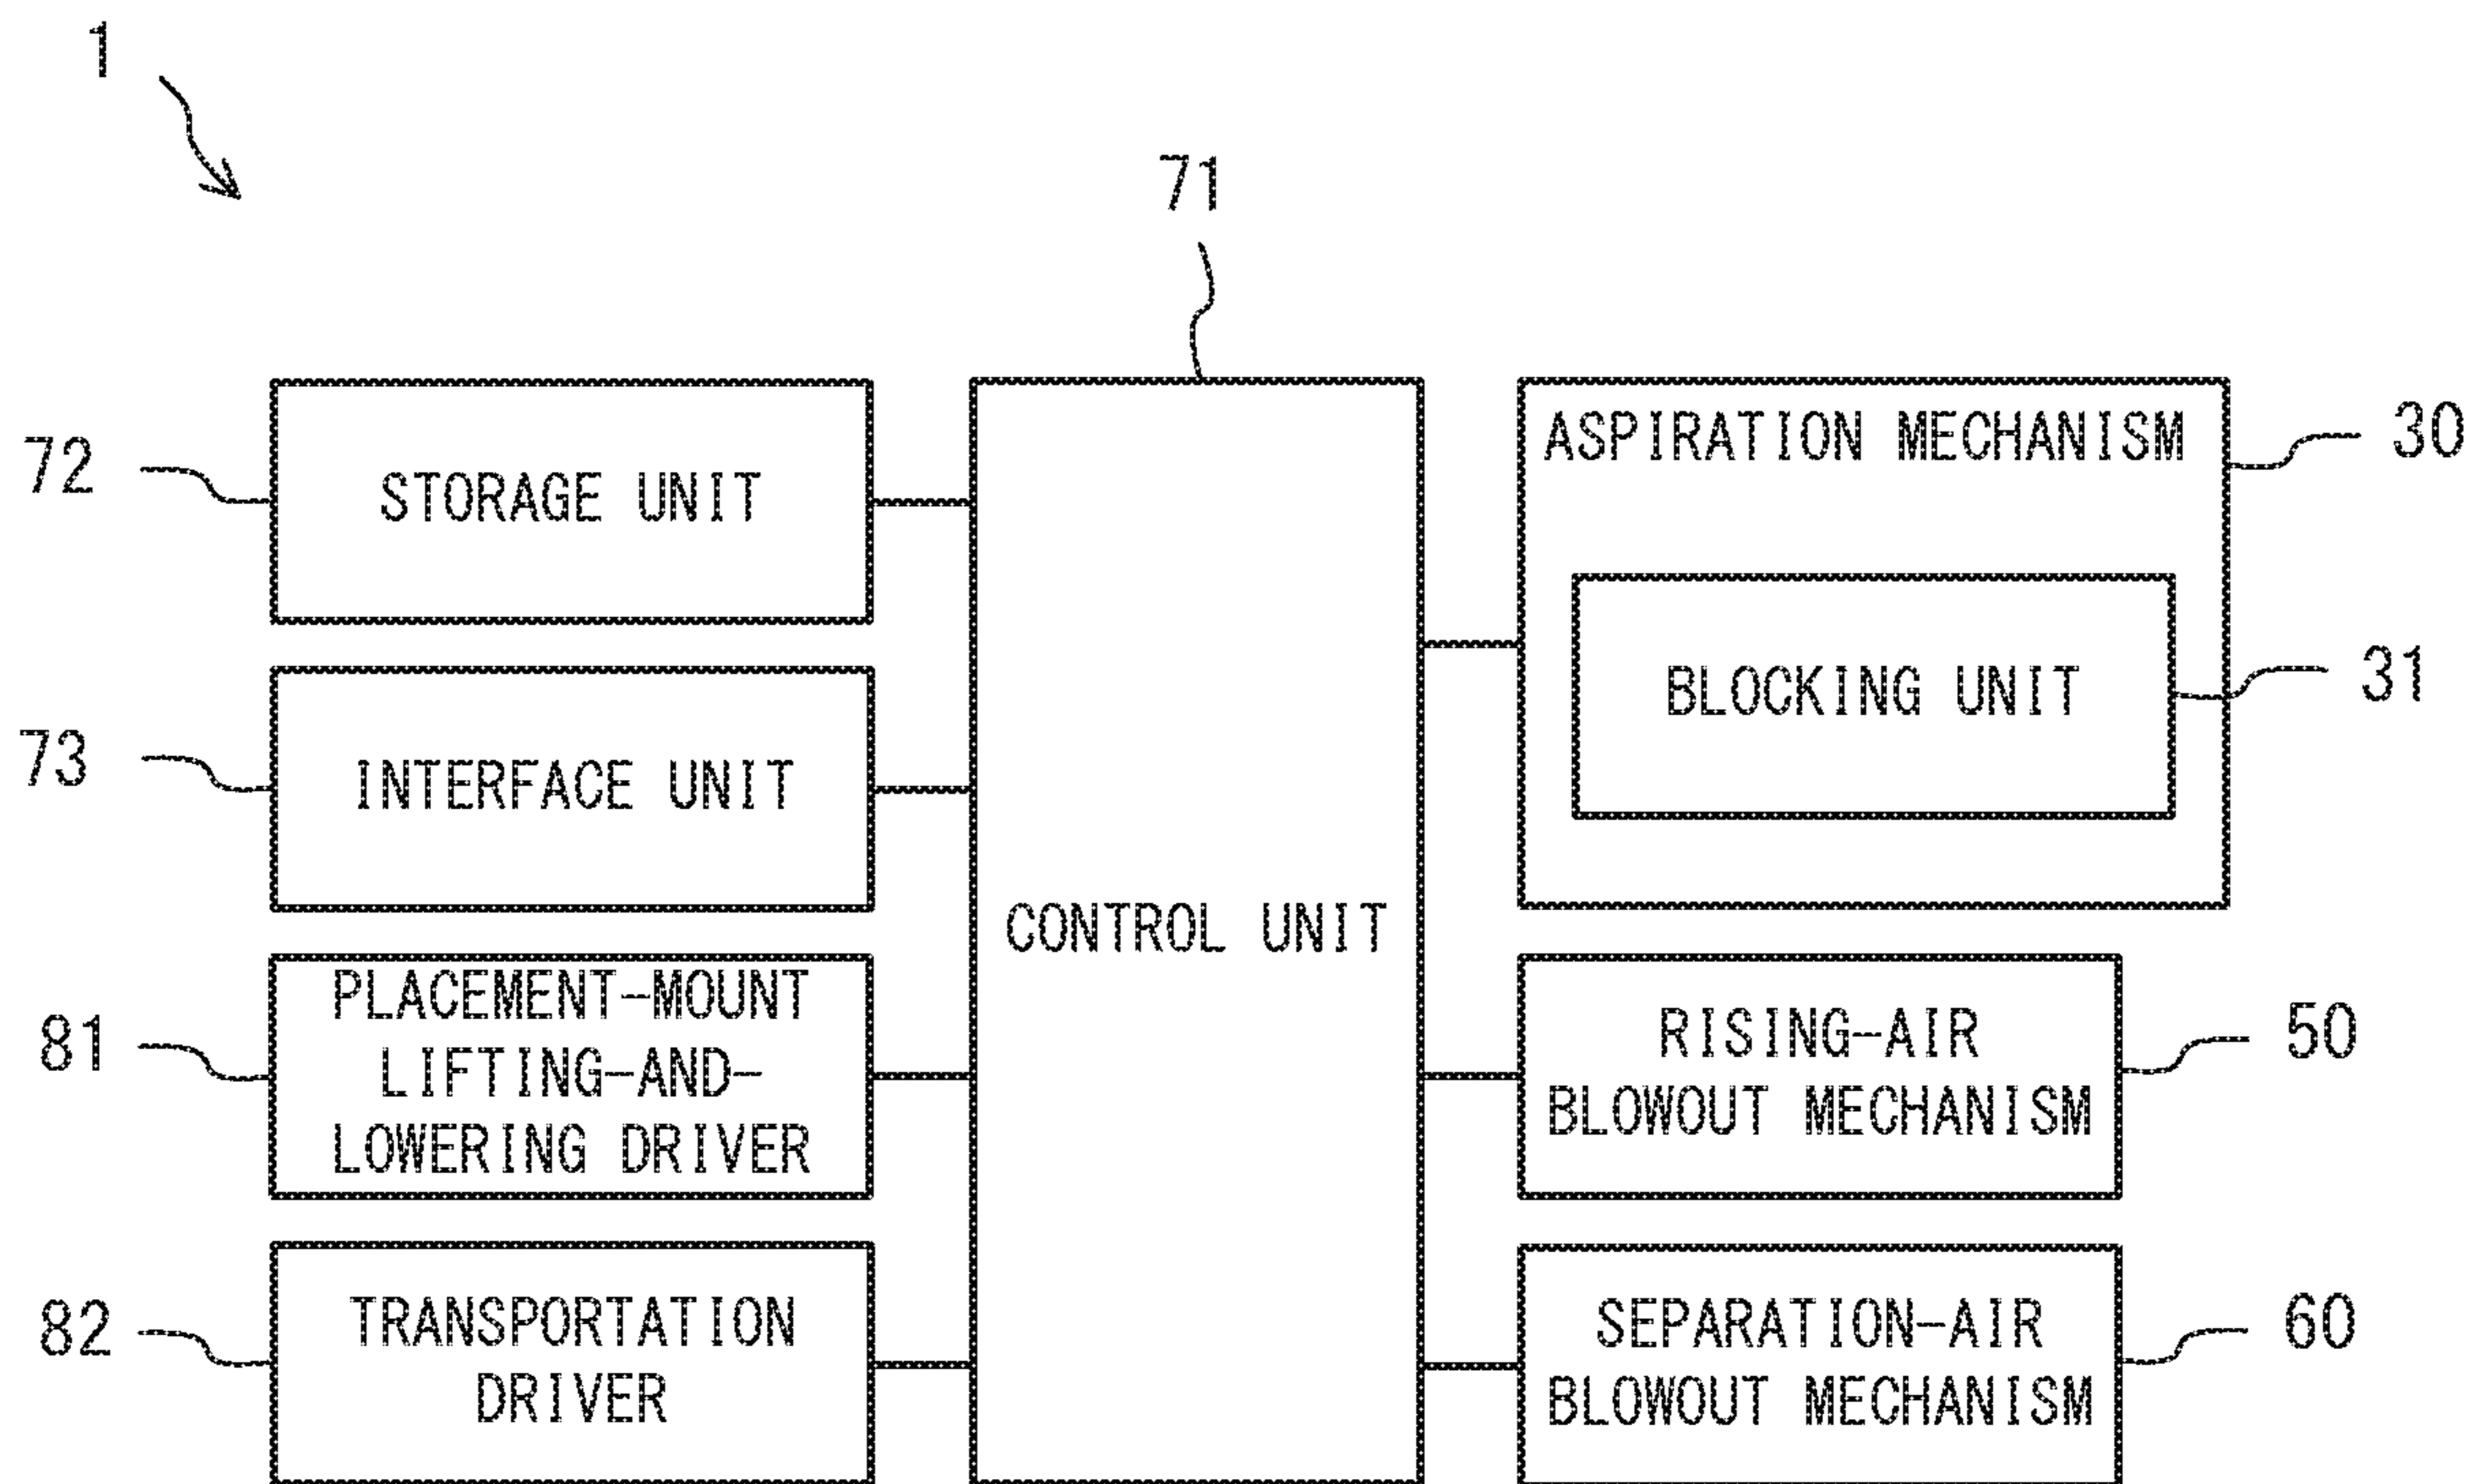 1
71
72
STORAGE UNIT
73
INTERFACE UNIT
81
PLACEMENT-MOUNT
LIFTING-AND-
LOWERING DRIVER
82
TRANSPORTATION
DRIVER
CONTROL UNIT
ASPIRATION MECHANISM
30
BLOCKING UNIT
31
RISING-AIR
BLOWOUT MECHANISM
50
SEPARATION-AIR
BLOWOUT MECHANISM
60